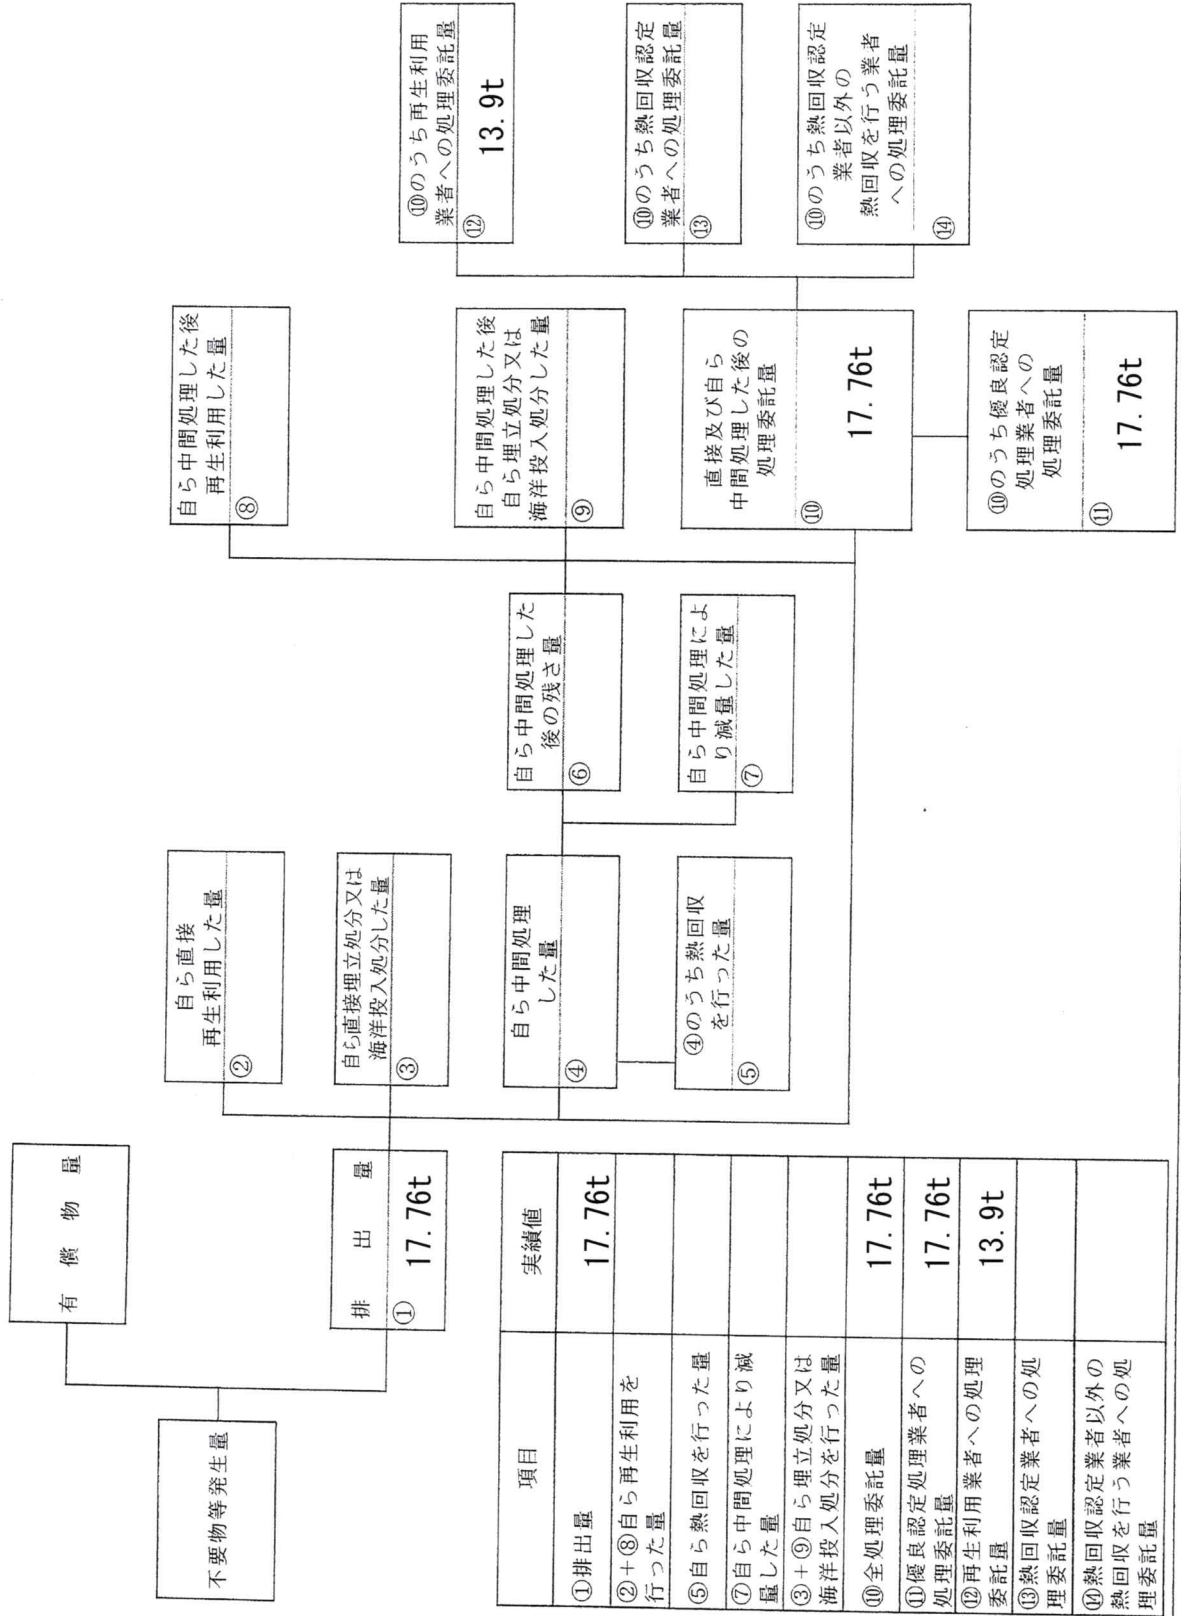 有償物量
不要物等発生量
排出量
① 17.76t
自ら直接
再生利用した量
②
自ら直接埋立処分又は
海洋投入処分した量
③
自ら中間処理
した量
④
④のうち熱回収
を行った量
⑤
自ら中間処理した
後の残さ量
⑥
自ら中間処理によ
り減量した量
⑦
自ら中間処理した後
再生利用した量
⑧
自ら中間処理した後
自ら埋立処分又は
海洋投入処分した量
⑨
直接及び自ら
中間処理した後の
処理委託量
⑩ 17.76t
⑩のうち優良認定
処理業者への
処理委託量
⑪ 17.76t
⑩のうち再生利用
業者への処理委託量
⑫ 13.9t
⑩のうち熱回収認定
業者への処理委託量
⑬
⑩のうち熱回収認定
業者以外の
熱回収を行う業者
への処理委託量
⑭
項目 実績値
①排出量 17.76t
②+⑧自ら再生利用を
行った量
⑤自ら熱回収を行った量
⑦自ら中間処理により減
量した量
③+⑨自ら埋立処分又は
海洋投入処分を行った量
⑩全処理委託量 17.76t
⑪優良認定処理業者への
処理委託量 17.76t
⑫再生利用業者への処理
委託量 13.9t
⑬熱回収認定業者への処
理委託量
⑭熱回収認定業者以外の
熱回収を行う業者への処
理委託量